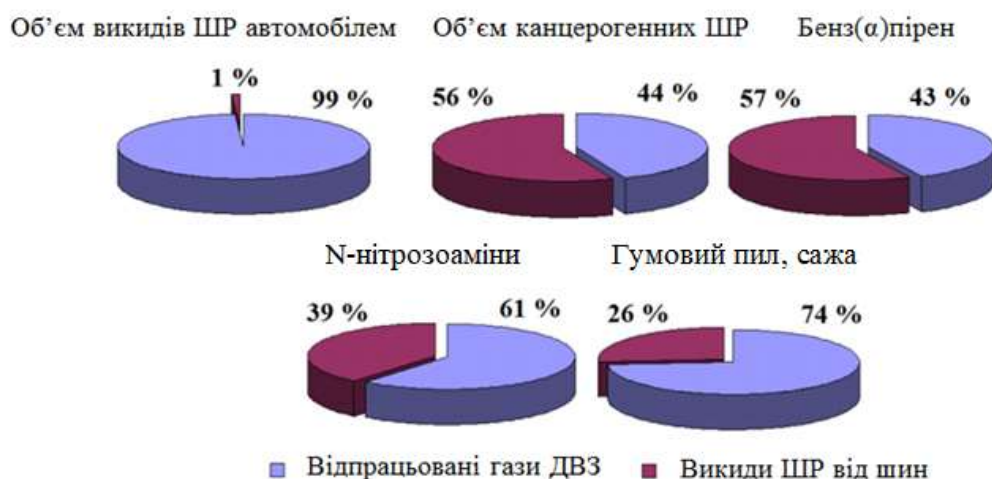 Об’єм викидів ШР автомобілем
Об’єм канцерогенних ШР
Бенз(α)пірен
1 %
99 %
56 %
44 %
57 %
43 %
N-нітрозоаміни
Гумовий пил, сажа
39 %
61 %
26 %
74 %
Відпрацьовані гази ДВЗ
Викиди ШР від шин